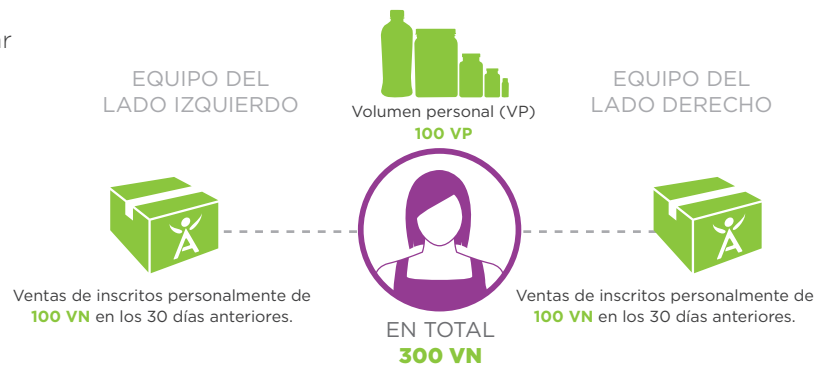 ar
EQUIPO DEL
LADO IZQUIERDO
Volumen personal (VP)
100 VP
EQUIPO DEL
LADO DERECHO
Ventas de inscritos personalmente de
100 VN en los 30 días anteriores.
EN TOTAL
300 VN
Ventas de inscritos personalmente de
100 VN en los 30 días anteriores.